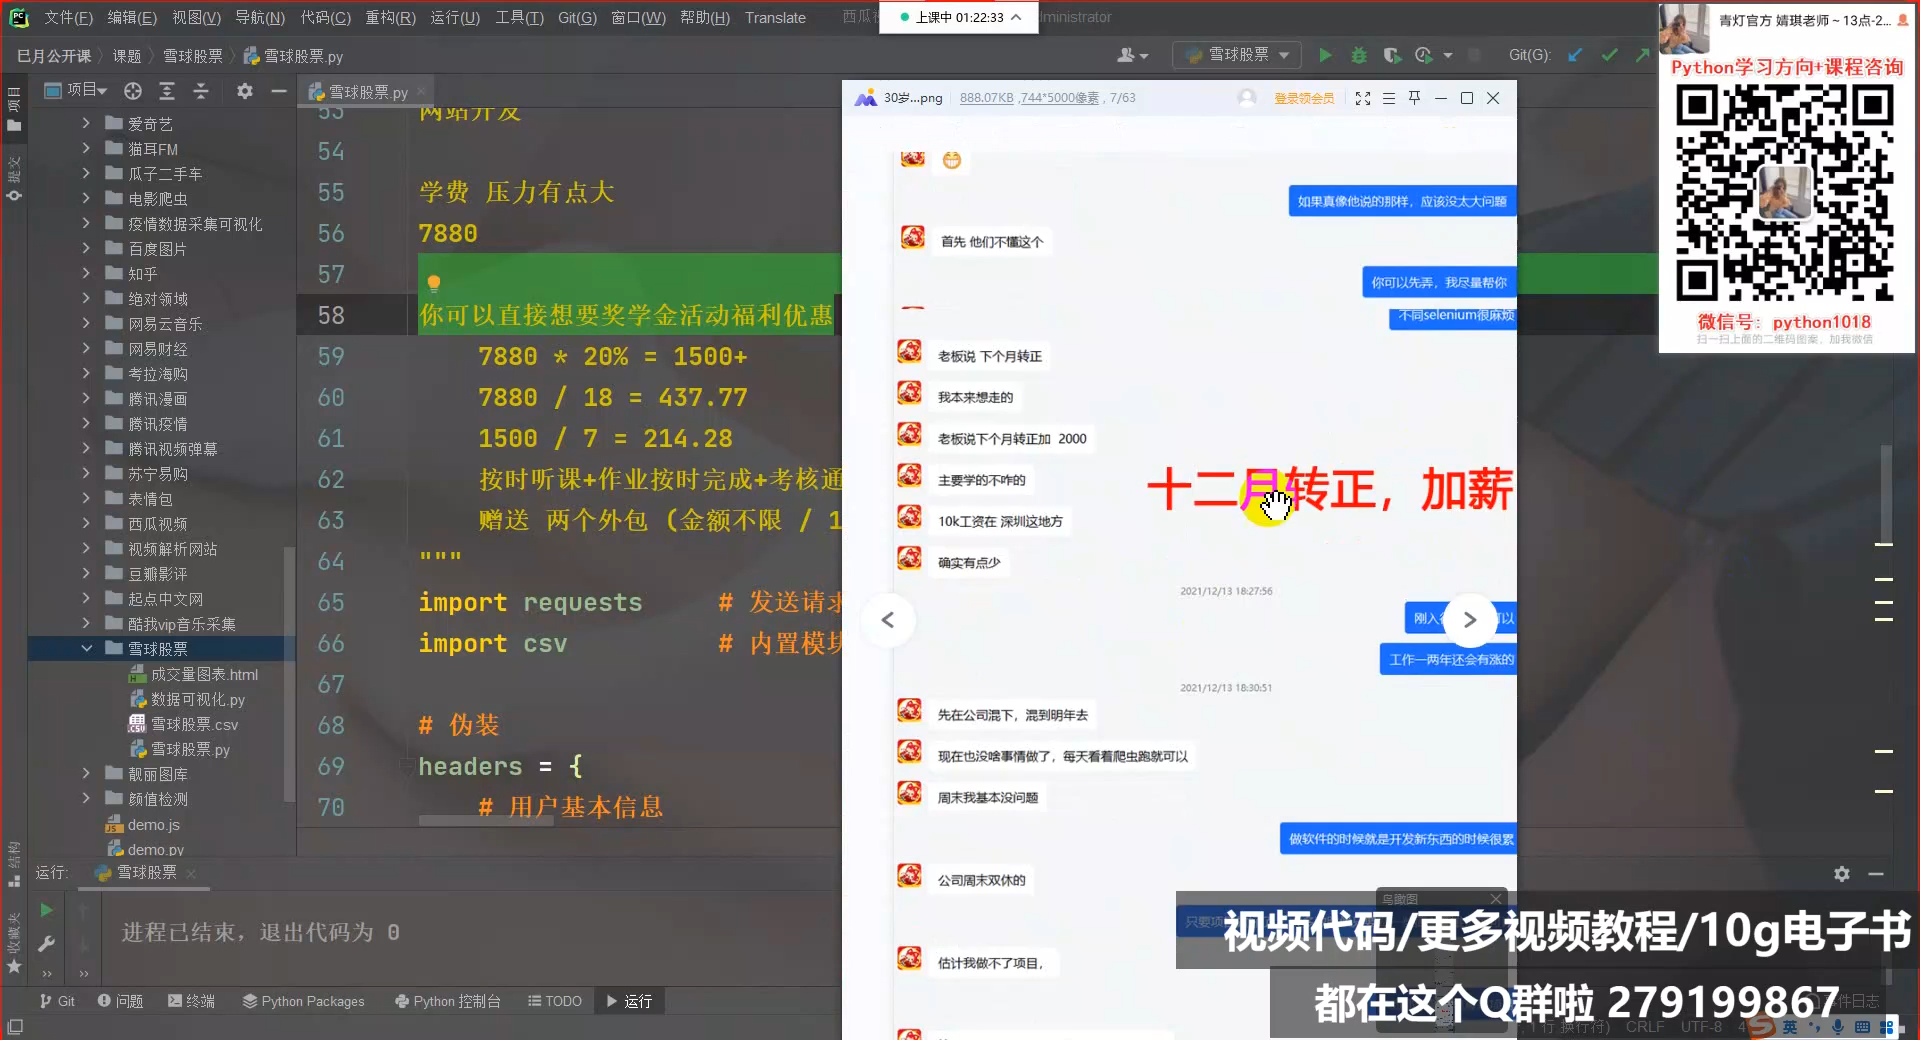 文件(F) 编辑(E) 视图(V) 导航(N) 代码(C) 重构(R) 运行(U) 工具(T) Git(G) 窗口(W) 帮助(H) Translate
上课中 01:22:33
巳月公开课 课题 雪球股票 雪球股票.py
雪球股票
Git(G):
项目
雪球股票.py
项目
提交
结构
收藏夹
爱奇艺
猫耳FM
瓜子二手车
电影爬虫
疫情数据采集可视化
百度图片
知乎
绝对领域
网易云音乐
网易财经
考拉海购
腾讯漫画
腾讯疫情
腾讯视频弹幕
苏宁易购
表情包
西瓜视频
视频解析网站
豆瓣影评
起点中文网
酷我vip音乐采集
雪球股票
成交量图表.html
数据可视化.py
雪球股票.csv
雪球股票.py
靓丽图库
颜值检测
demo.js
demo.py
53 网站开发
54
55 学费 压力有点大
56 7880
57
58 你可以直接想要奖学金活动福利优惠
59 7880 * 20% = 1500+
60 7880 / 18 = 437.77
61 1500 / 7 = 214.28
62 按时听课+作业按时完成+考核通
63 赠送 两个外包 (金额不限 / 1
64 """
65 import requests # 发送请求
66 import csv # 内置模块
67
68 # 伪装
69 headers = {
70 # 用户基本信息
30岁...png 888.07KB ,744*5000像素 , 7/63 登录领会员
如果真像他说的那样，应该没太大问题
首先 他们不懂这个
你可以先弄，我尽量帮你
不同selenium很麻烦
老板说 下个月转正
我本来想走的
老板说下个月转正加 2000
主要学的不咋的
10k工资在 深圳这地方
确实有点少
十二月转正，加薪
2021/12/13 18:27:56
工作一两年还会有涨的
2021/12/13 18:30:51
先在公司混下，混到明年去
现在也没啥事情做了，每天看着爬虫跑就可以
周末我基本没问题
做软件的时候就是开发新东西的时候很累
公司周末双休的
鸟瞰图
估计我做不了项目，
青灯官方 婧琪老师 ~ 13点-2...
Python学习方向+课程咨询
微信号：python1018
扫一扫上面的二维码图案，加我微信
视频代码/更多视频教程/10g电子书
都在这个Q群啦 279199867
运行: 雪球股票
进程已结束，退出代码为 0
Git 问题 终端 Python Packages Python 控制台 TODO 运行
CRLF UTF-8 英